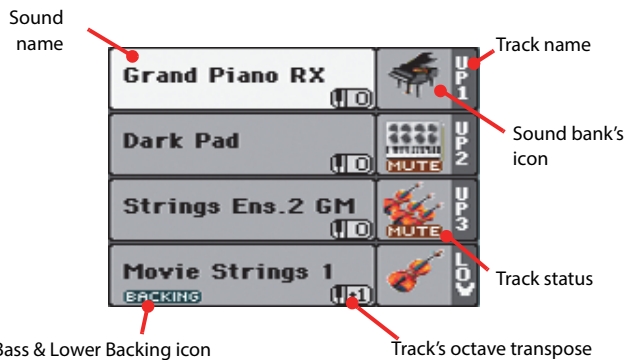 Sound
name
Track name
Grand Piano RX
0
UP1
Sound bank's
icon
Dark Pad
0
MUTE
UP2
Strings Ens.2 GM
0
MUTE
UP3
Track status
Movie Strings 1
BACKING
+1
LOW
Bass & Lower Backing icon
Track's octave transpose